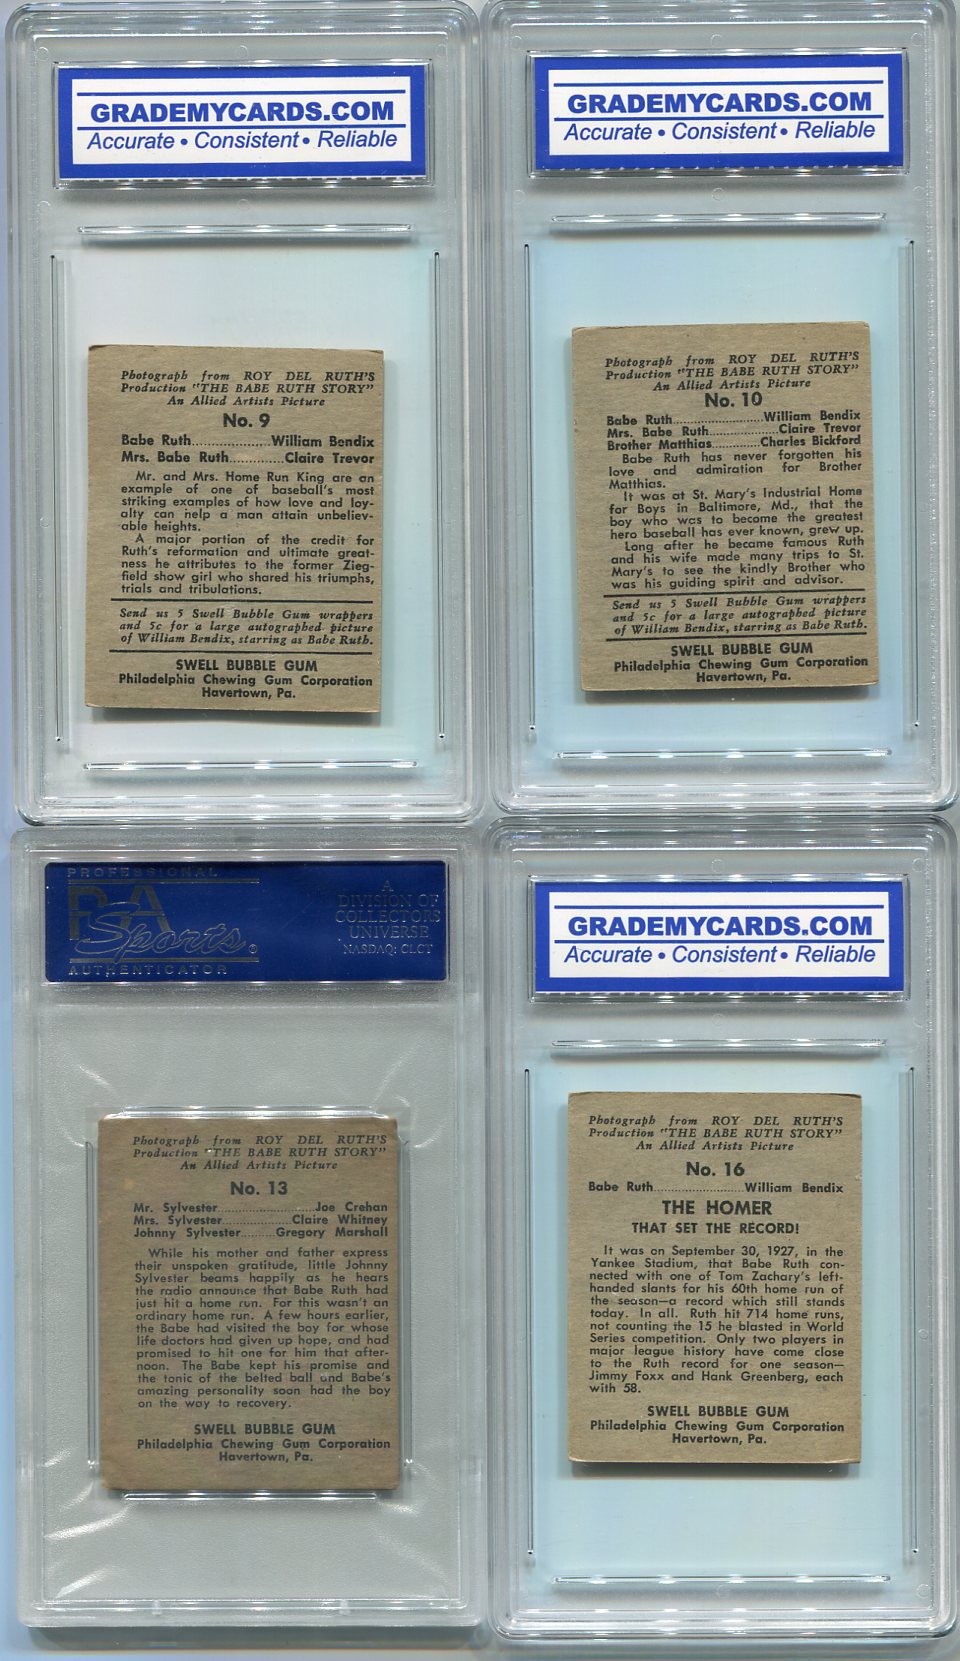 GRADEMYCARDS.COM
Accurate • Consistent • Reliable
Photograph from ROY DEL RUTH'S
Production "THE BABE RUTH STORY"
An Allied Artists Picture
No. 9
Babe Ruth..................William Bendix
Mrs. Babe Ruth.............Claire Trevor
Mr. and Mrs. Home Run King are an
example of one of baseball's most
striking examples of how love and loy-
alty can help a man attain unbeliev-
able heights.
A major portion of the credit for
Ruth's reformation and ultimate great-
ness he attributes to the former Zieg-
field show girl who shared his triumphs,
trials and tribulations.
Send us 5 Swell Bubble Gum wrappers
and 5c for a large autographed picture
of William Bendix, starring as Babe Ruth.
SWELL BUBBLE GUM
Philadelphia Chewing Gum Corporation
Havertown, Pa.
GRADEMYCARDS.COM
Accurate • Consistent • Reliable
Photograph from ROY DEL RUTH'S
Production "THE BABE RUTH STORY"
An Allied Artists Picture
No. 10
Babe Ruth......................William Bendix
Mrs. Babe Ruth.................Claire Trevor
Brother Matthias............Charles Bickford
Babe Ruth has never forgotten his
love and admiration for Brother
Matthias.
It was at St. Mary's Industrial Home
for Boys in Baltimore, Md., that the
boy who was to become the greatest
hero baseball has ever known, grew up.
Long after he became famous Ruth
and his wife made many trips to St.
Mary's to see the kindly Brother who
was his guiding spirit and advisor.
Send us 5 Swell Bubble Gum wrappers
and 5c for a large autographed picture
of William Bendix, starring as Babe Ruth.
SWELL BUBBLE GUM
Philadelphia Chewing Gum Corporation
Havertown, Pa.
PROFESSIONAL
PSA
Sports®
AUTHENTICATOR
A
DIVISION OF
COLLECTORS
UNIVERSE
NASDAQ: CLCT
Photograph from ROY DEL RUTH'S
Production "THE BABE RUTH STORY"
An Allied Artists Picture
No. 13
Mr. Sylvester......................Joe Crehan
Mrs. Sylvester................Claire Whitney
Johnny Sylvester.........Gregory Marshall
While his mother and father express
their unspoken gratitude, little Johnny
Sylvester beams happily as he hears
the radio announce that Babe Ruth had
just hit a home run. For this wasn't an
ordinary home run. A few hours earlier,
the Babe had visited the boy for whose
life doctors had given up hope, and had
promised to hit one for him that after-
noon. The Babe kept his promise and
the tonic of the belted ball and Babe's
amazing personality soon had the boy
on the way to recovery.
SWELL BUBBLE GUM
Philadelphia Chewing Gum Corporation
Havertown, Pa.
GRADEMYCARDS.COM
Accurate • Consistent • Reliable
Photograph from ROY DEL RUTH'S
Production "THE BABE RUTH STORY"
An Allied Artists Picture
No. 16
Babe Ruth......................William Bendix
THE HOMER
THAT SET THE RECORD!
It was on September 30, 1927, in the
Yankee Stadium, that Babe Ruth con-
nected with one of Tom Zachary's left-
handed slants for his 60th home run of
the season—a record which still stands
today. In all. Ruth hit 714 home runs,
not counting the 15 he blasted in World
Series competition. Only two players in
major league history have come close
to the Ruth record for one season—
Jimmy Foxx and Hank Greenberg, each
with 58.
SWELL BUBBLE GUM
Philadelphia Chewing Gum Corporation
Havertown, Pa.